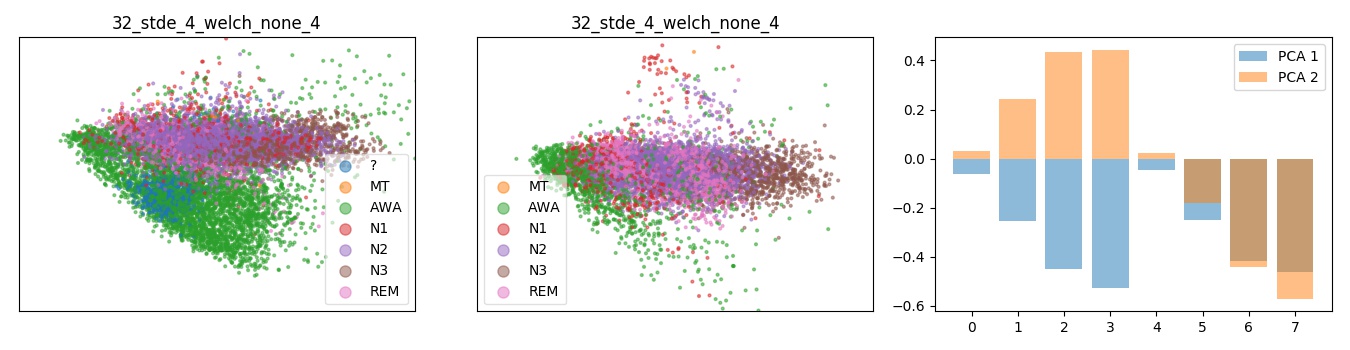 32_stde_4_welch_none_4
?
MT
AWA
N1
N2
N3
REM
32_stde_4_welch_none_4
MT
AWA
N1
N2
N3
REM
PCA 1
PCA 2
0.4
0.2
0.0
−0.2
−0.4
−0.6
0 1 2 3 4 5 6 7